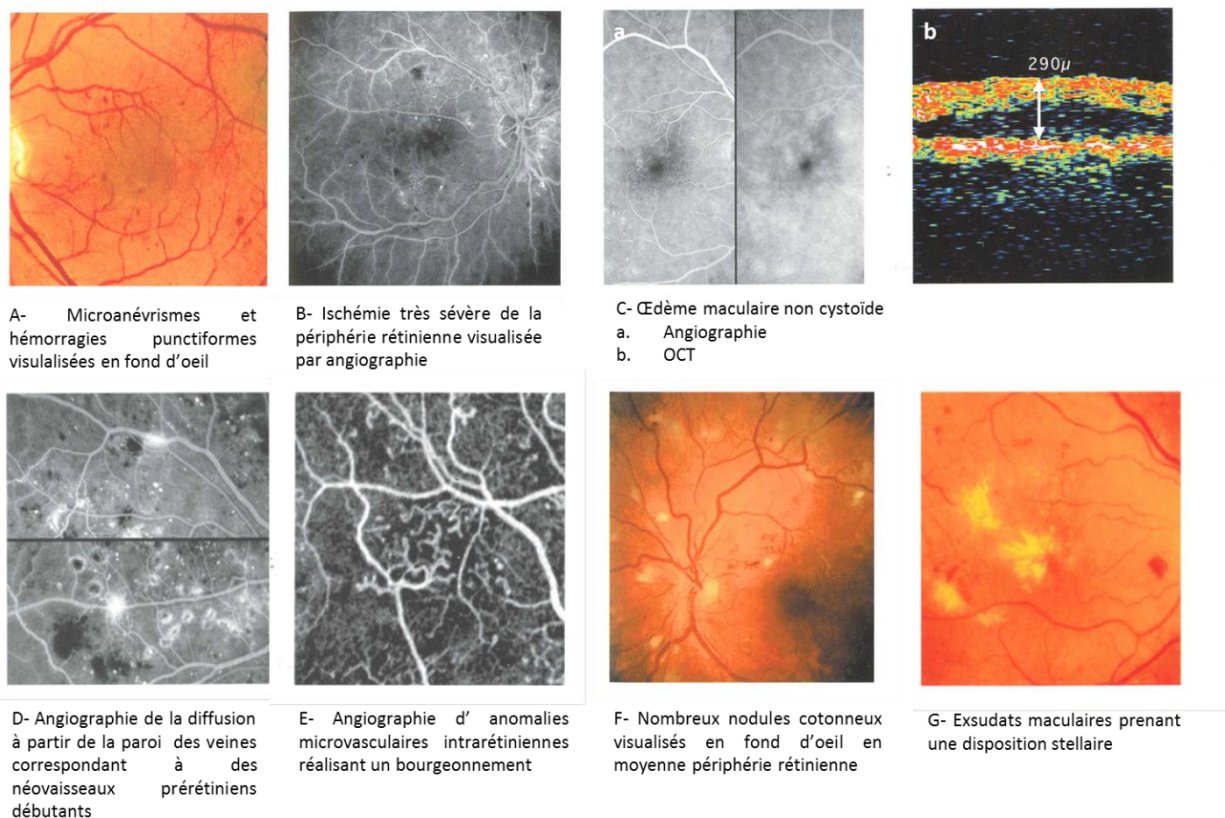 a
b
290µ
A- Microanévrismes et
hémorragies punctiformes
visulalisées en fond d’oeil
B- Ischémie très sévère de la
périphérie rétinienne visualisée
par angiographie
C- Œdème maculaire non cystoïde
a. Angiographie
b. OCT
D- Angiographie de la diffusion
à partir de la paroi des veines
correspondant à des
néovaisseaux prérétiniens
débutants
E- Angiographie d’ anomalies
microvasculaires intrarétiniennes
réalisant un bourgeonnement
F- Nombreux nodules cotonneux
visualisés en fond d’oeil en
moyenne périphérie rétinienne
G- Exsudats maculaires prenant
une disposition stellaire